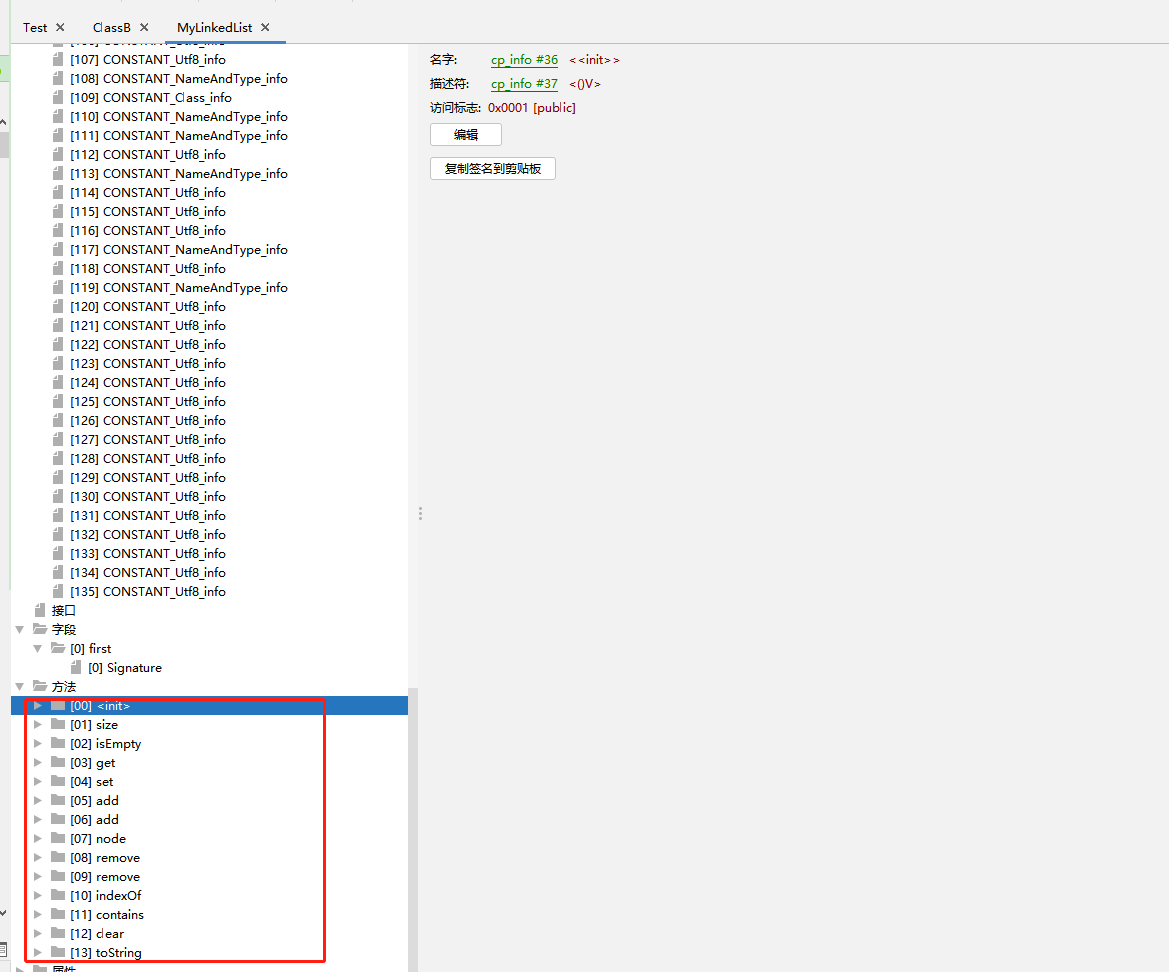 Test
ClassB
MyLinkedList
[106] CONSTANT_Utf8_info
[107] CONSTANT_Utf8_info
[108] CONSTANT_NameAndType_info
[109] CONSTANT_Class_info
[110] CONSTANT_NameAndType_info
[111] CONSTANT_NameAndType_info
[112] CONSTANT_Utf8_info
[113] CONSTANT_NameAndType_info
[114] CONSTANT_Utf8_info
[115] CONSTANT_Utf8_info
[116] CONSTANT_Utf8_info
[117] CONSTANT_NameAndType_info
[118] CONSTANT_Utf8_info
[119] CONSTANT_NameAndType_info
[120] CONSTANT_Utf8_info
[121] CONSTANT_Utf8_info
[122] CONSTANT_Utf8_info
[123] CONSTANT_Utf8_info
[124] CONSTANT_Utf8_info
[125] CONSTANT_Utf8_info
[126] CONSTANT_Utf8_info
[127] CONSTANT_Utf8_info
[128] CONSTANT_Utf8_info
[129] CONSTANT_Utf8_info
[130] CONSTANT_Utf8_info
[131] CONSTANT_Utf8_info
[132] CONSTANT_Utf8_info
[133] CONSTANT_Utf8_info
[134] CONSTANT_Utf8_info
[135] CONSTANT_Utf8_info
接口
字段
[0] first
[0] Signature
方法
[00] <init>
[01] size
[02] isEmpty
[03] get
[04] set
[05] add
[06] add
[07] node
[08] remove
[09] remove
[10] indexOf
[11] contains
[12] clear
[13] toString
属性
名字: cp_info #36 <<init>>
描述符: cp_info #37 <()V>
访问标志: 0x0001 [public]
编辑
复制签名到剪贴板